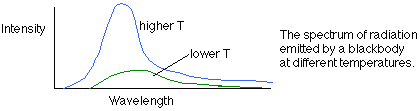 Intensity
higher T
lower T
Wavelength
The spectrum of radiation
emitted by a blackbody
at different temperatures.